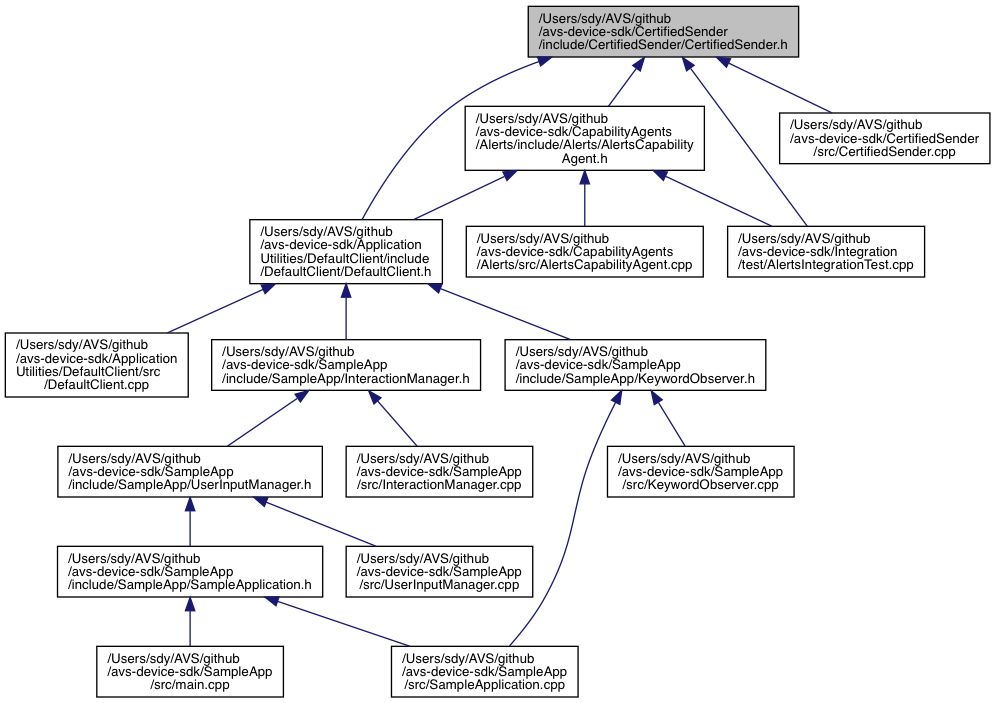 /Users/sdy/AVS/github
/avs-device-sdk/CertifiedSender
/include/CertifiedSender/CertifiedSender.h
/Users/sdy/AVS/github
/avs-device-sdk/CapabilityAgents
/Alerts/include/Alerts/AlertsCapability
Agent.h
/Users/sdy/AVS/github
/avs-device-sdk/CertifiedSender
/src/CertifiedSender.cpp
/Users/sdy/AVS/github
/avs-device-sdk/Application
Utilities/DefaultClient/include
/DefaultClient/DefaultClient.h
/Users/sdy/AVS/github
/avs-device-sdk/CapabilityAgents
/Alerts/src/AlertsCapabilityAgent.cpp
/Users/sdy/AVS/github
/avs-device-sdk/Integration
/test/AlertsIntegrationTest.cpp
/Users/sdy/AVS/github
/avs-device-sdk/Application
Utilities/DefaultClient/src
/DefaultClient.cpp
/Users/sdy/AVS/github
/avs-device-sdk/SampleApp
/include/SampleApp/InteractionManager.h
/Users/sdy/AVS/github
/avs-device-sdk/SampleApp
/include/SampleApp/KeywordObserver.h
/Users/sdy/AVS/github
/avs-device-sdk/SampleApp
/include/SampleApp/UserInputManager.h
/Users/sdy/AVS/github
/avs-device-sdk/SampleApp
/src/InteractionManager.cpp
/Users/sdy/AVS/github
/avs-device-sdk/SampleApp
/src/KeywordObserver.cpp
/Users/sdy/AVS/github
/avs-device-sdk/SampleApp
/include/SampleApp/SampleApplication.h
/Users/sdy/AVS/github
/avs-device-sdk/SampleApp
/src/UserInputManager.cpp
/Users/sdy/AVS/github
/avs-device-sdk/SampleApp
/src/main.cpp
/Users/sdy/AVS/github
/avs-device-sdk/SampleApp
/src/SampleApplication.cpp